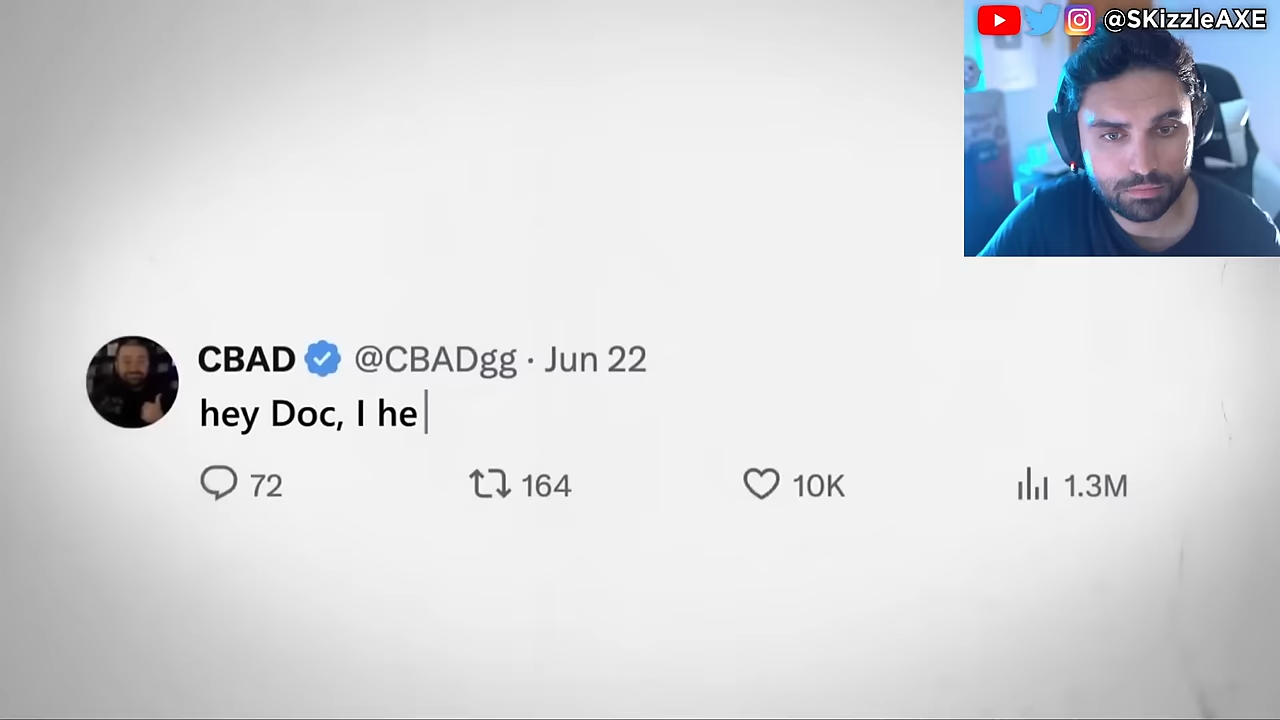 @SKizzleAXE
CBAD @CBADgg · Jun 22
hey Doc, I he
72 164 10K 1.3M